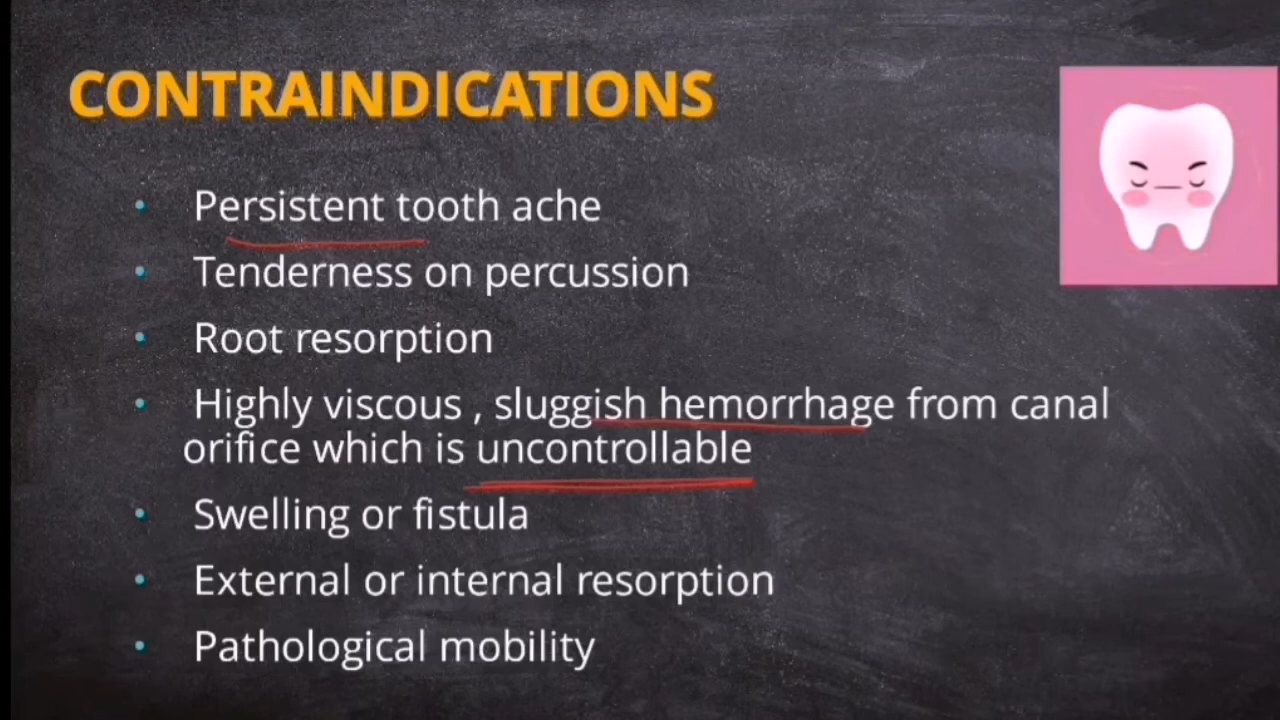 CONTRAINDICATIONS
• Persistent tooth ache
• Tenderness on percussion
• Root resorption
• Highly viscous , sluggish hemorrhage from canal
orifice which is uncontrollable
• Swelling or fistula
• External or internal resorption
• Pathological mobility